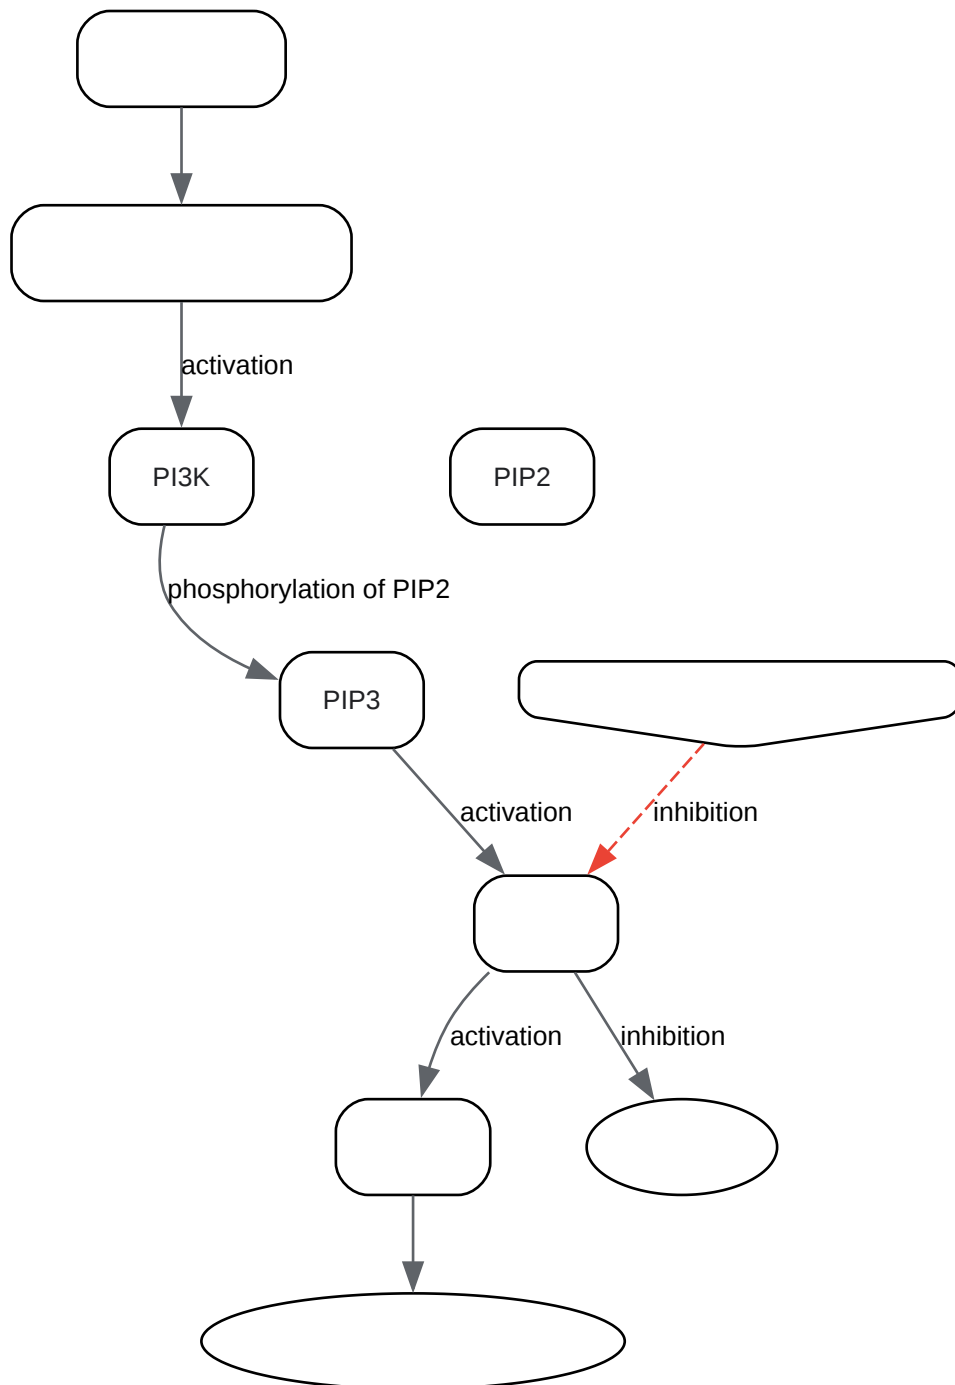 activation
PI3K
PIP2
phosphorylation of PIP2
PIP3
activation
inhibition
activation
inhibition